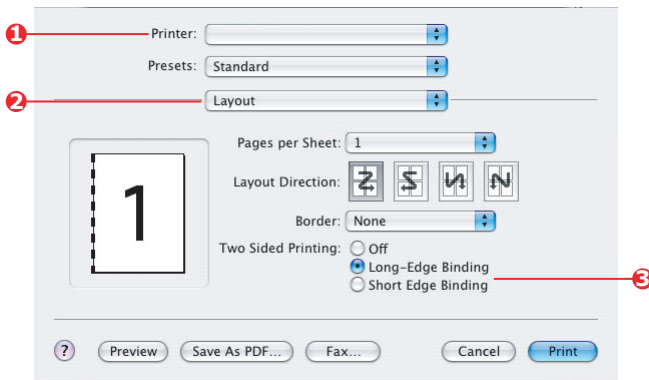 1 Printer:
Presets: Standard
2 Layout
Pages per Sheet: 1
Layout Direction:
1
Border: None
Two Sided Printing: Off
Long-Edge Binding
3
Short Edge Binding
? Preview Save As PDF... Fax... Cancel Print